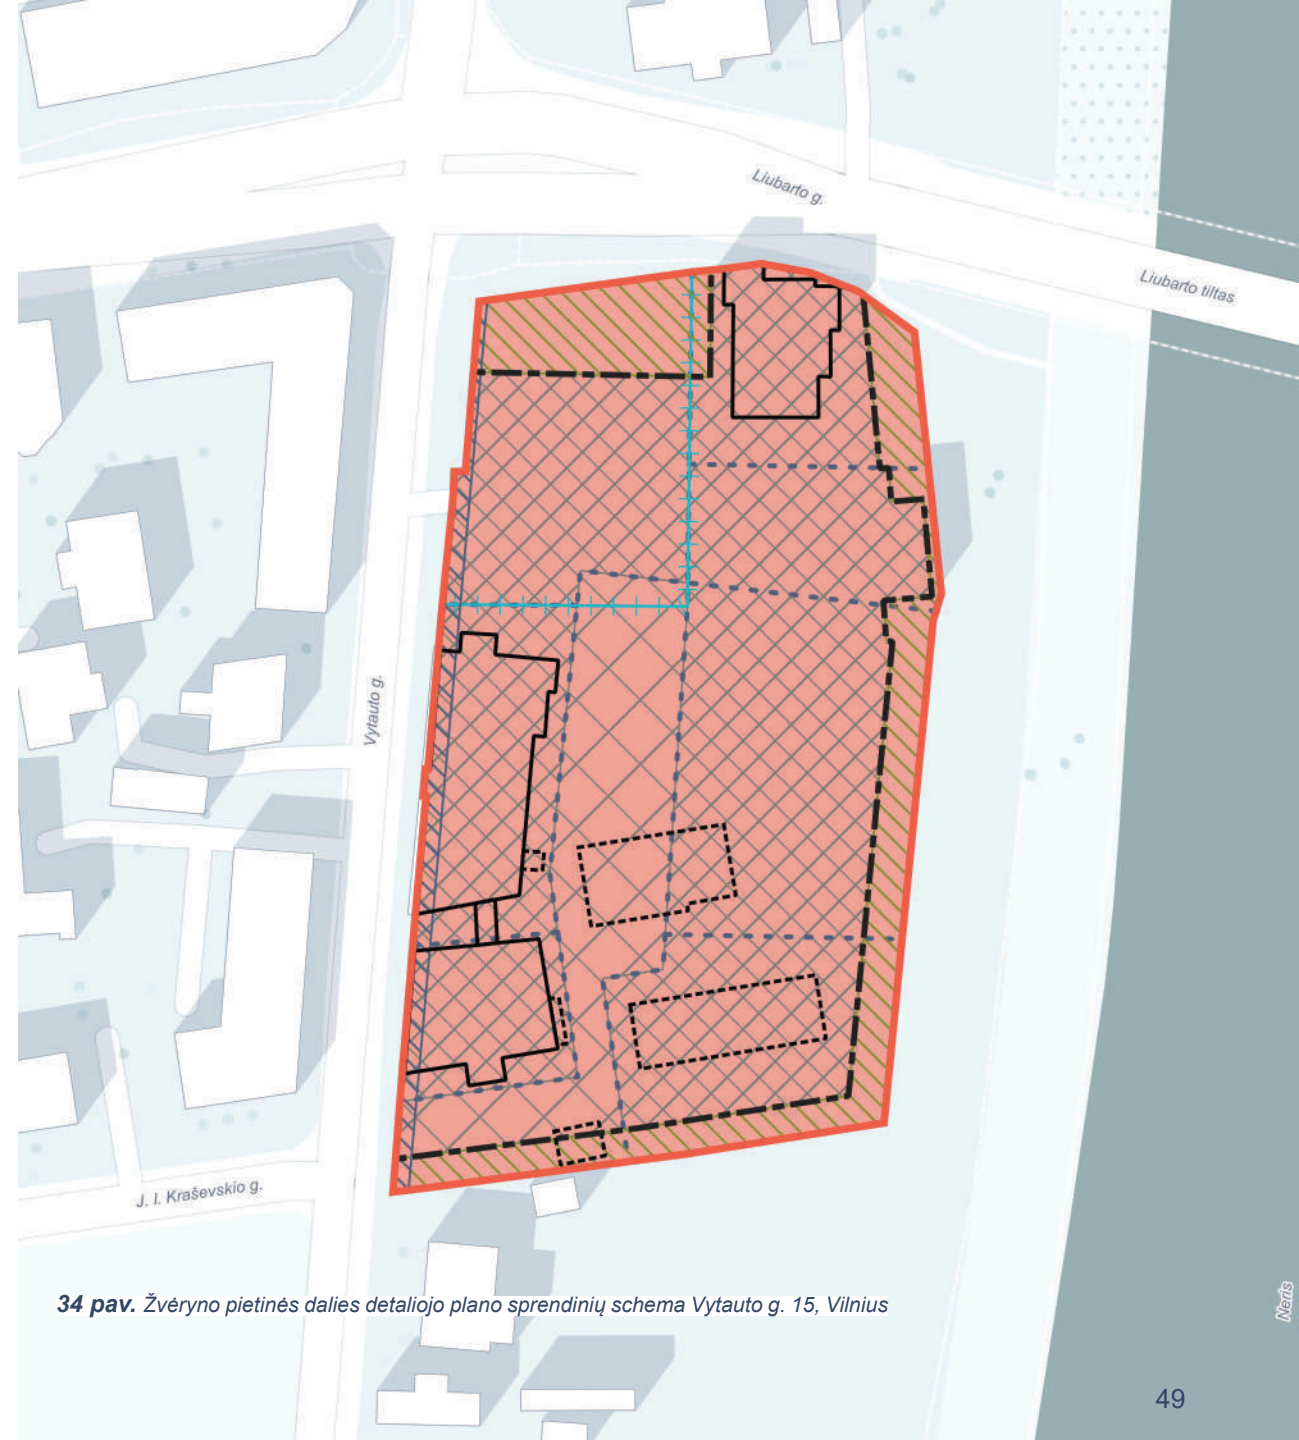 Liubarto g.
Liubarto tiltas
Vytauto g.
J. I. Kraševskio g.
Neris
34 pav. Žvėryno pietinės dalies detaliojo plano sprendinių schema Vytauto g. 15, Vilnius
49